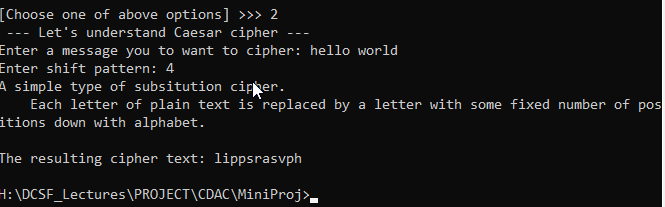 [Choose one of above options] >>> 2
 --- Let's understand Caesar cipher ---
Enter a message you to want to cipher: hello world
Enter shift pattern: 4
A simple type of subsitution cipher.
    Each letter of plain text is replaced by a letter with some fixed number of pos
itions down with alphabet.

The resulting cipher text: lippsrasvph

H:\DCSF_Lectures\PROJECT\CDAC\MiniProj>